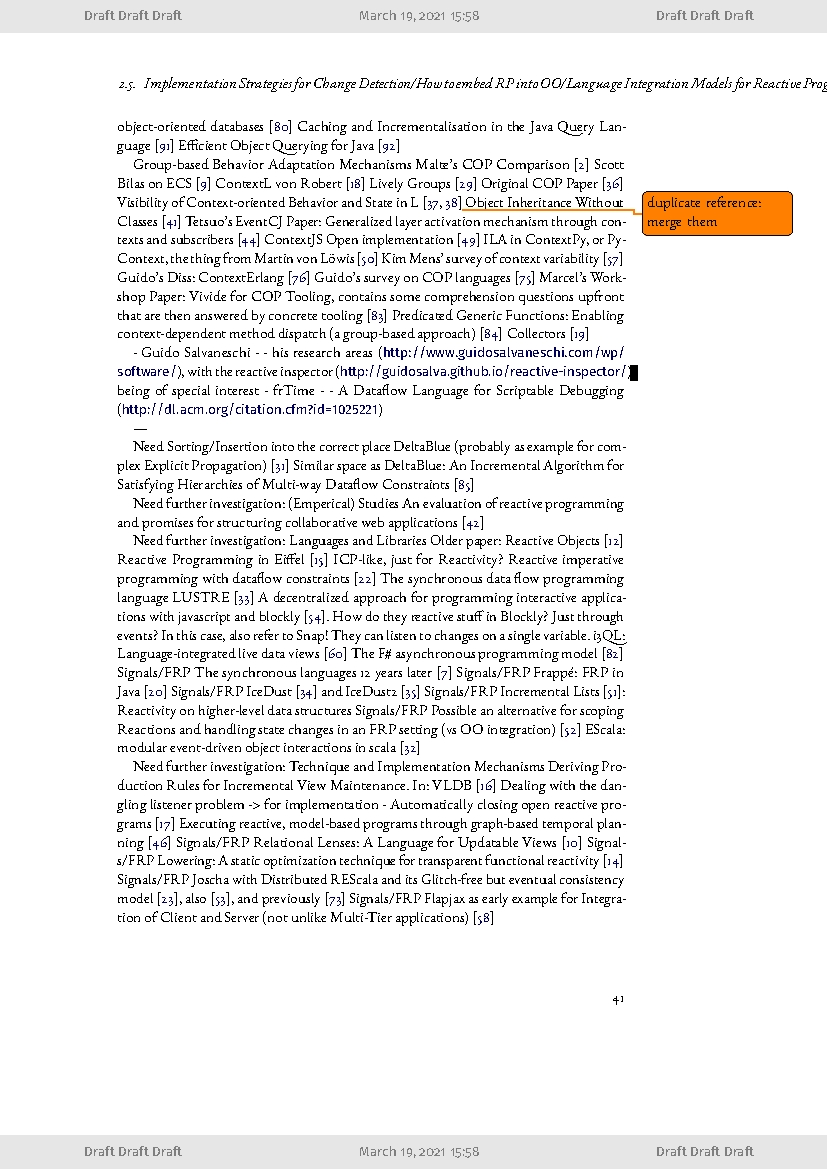 Draft Draft Draft March 19, 2021 15:58 Draft Draft Draft
2.5. Implementation Strategies for Change Detection/How to embed RP into OO/Language Integration Models for Reactive Prog
object-oriented databases [80] Caching and Incrementalisation in the Java Query Lan-
guage [91] Efficient Object Querying for Java [92]
Group-based Behavior Adaptation Mechanisms Malte's COP Comparison [2] Scott
Bilas on ECS [9] ContextL von Robert [18] Lively Groups [29] Original COP Paper [36]
Visibility of Context-oriented Behavior and State in L [37, 38] Object Inheritance Without
duplicate reference:
merge them
Classes [41] Tetsuo's EventCJ Paper: Generalized layer activation mechanism through con-
texts and subscribers [44] ContextJS Open implementation [49] ILA in ContextPy, or Py-
Context, the thing from Martin von Löwis [50] Kim Mens' survey of context variability [57]
Guido's Diss: ContextErlang [76] Guido's survey on COP languages [75] Marcel's Work-
shop Paper: Vivide for COP Tooling, contains some comprehension questions upfront
that are then answered by concrete tooling [83] Predicated Generic Functions: Enabling
context-dependent method dispatch (a group-based approach) [84] Collectors [19]
- Guido Salvaneschi - - his research areas (http://www.guidosalvaneschi.com/wp/
software/), with the reactive inspector (http://guidosalva.github.io/reactive-inspector/)
being of special interest - frTime - - A Dataflow Language for Scriptable Debugging
(http://dl.acm.org/citation.cfm?id=1025221)
—
Need Sorting/Insertion into the correct place DeltaBlue (probably as example for com-
plex Explicit Propagation) [31] Similar space as DeltaBlue: An Incremental Algorithm for
Satisfying Hierarchies of Multi-way Dataflow Constraints [85]
Need further investigation: (Emperical) Studies An evaluation of reactive programming
and promises for structuring collaborative web applications [42]
Need further investigation: Languages and Libraries Older paper: Reactive Objects [12]
Reactive Programming in Eiffel [15] ICP-like, just for Reactivity? Reactive imperative
programming with dataflow constraints [22] The synchronous data flow programming
language LUSTRE [33] A decentralized approach for programming interactive applica-
tions with javascript and blockly [54]. How do they reactive stuff in Blockly? Just through
events? In this case, also refer to Snap! They can listen to changes on a single variable. i3QL:
Language-integrated live data views [60] The F# asynchronous programming model [82]
Signals/FRP The synchronous languages 12 years later [7] Signals/FRP Frappé: FRP in
Java [20] Signals/FRP IceDust [34] and IceDust2 [35] Signals/FRP Incremental Lists [51]:
Reactivity on higher-level data structures Signals/FRP Possible an alternative for scoping
Reactions and handling state changes in an FRP setting (vs OO integration) [52] EScala:
modular event-driven object interactions in scala [32]
Need further investigation: Technique and Implementation Mechanisms Deriving Pro-
duction Rules for Incremental View Maintenance. In: VLDB [16] Dealing with the dan-
gling listener problem -> for implementation - Automatically closing open reactive pro-
grams [17] Executing reactive, model-based programs through graph-based temporal plan-
ning [46] Signals/FRP Relational Lenses: A Language for Updatable Views [10] Signal-
s/FRP Lowering: A static optimization technique for transparent functional reactivity [14]
Signals/FRP Joscha with Distributed REScala and its Glitch-free but eventual consistency
model [23], also [53], and previously [73] Signals/FRP Flapjax as early example for Integra-
tion of Client and Server (not unlike Multi-Tier applications) [58]
41
Draft Draft Draft March 19, 2021 15:58 Draft Draft Draft